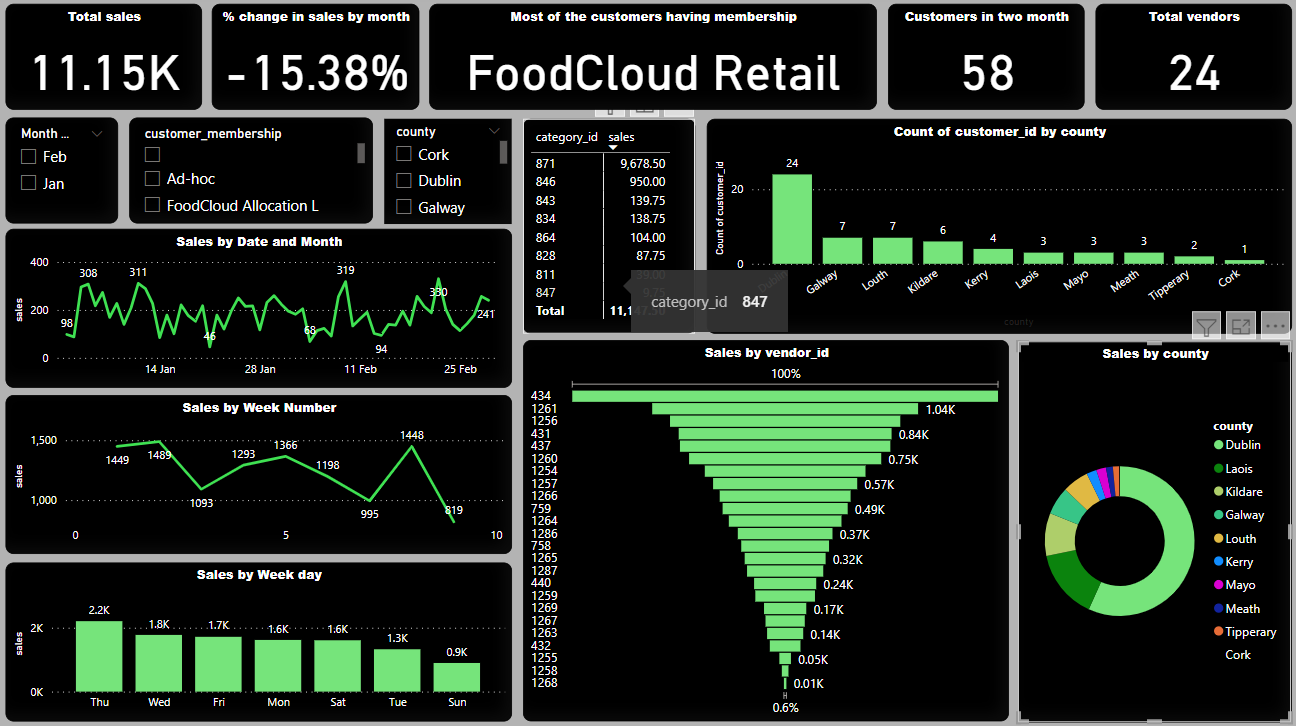 Total sales
11.15K
% change in sales by month
-15.38%
Most of the customers having membership
FoodCloud Retail
Customers in two month
58
Total vendors
24
Month ...
Feb
Jan
customer_membership
Ad-hoc
FoodCloud Allocation L
county
Cork
Dublin
Galway
category_id sales
871 9,678.50
846 950.00
843 139.75
834 138.75
864 104.00
828 87.75
811 39.00
847 9.75
Total 11,147.50
category_id 847
Count of customer_id by county
Count of customer_id
20
0
24
7
7
6
4
3
3
3
2
1
Dublin
Galway
Louth
Kildare
Kerry
Laois
Mayo
Meath
Tipperary
Cork
county
Sales by Date and Month
sales
400
200
0
98
308
311
46
68
319
94
330
241
14 Jan
28 Jan
11 Feb
25 Feb
Sales by Week Number
sales
1,500
1,000
1449
1489
1093
1293
1366
1198
995
1448
819
0
5
10
Sales by Week day
sales
2K
0K
2.2K
1.8K
1.7K
1.6K
1.6K
1.3K
0.9K
Thu
Wed
Fri
Mon
Sat
Tue
Sun
Sales by vendor_id
100%
434
1261 1.04K
1256
431 0.84K
437
1260 0.75K
1254
1257 0.57K
1266
759 0.49K
1264
1286 0.37K
758
1265 0.32K
1287
440 0.24K
1259
1269 0.17K
1267
1263 0.14K
432
1255 0.05K
1258
1268 0.01K
0.6%
Sales by county
county
Dublin
Laois
Kildare
Galway
Louth
Kerry
Mayo
Meath
Tipperary
Cork